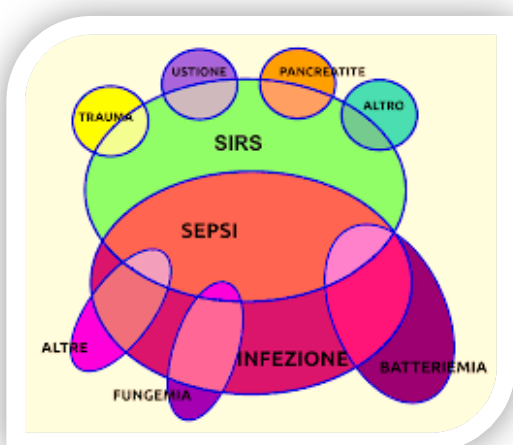 USTIONE
PANCREATITE
TRAUMA
ALTRO
SIRS
SEPSI
ALTRE
INFEZIONE
BATTERIEMIA
FUNGEMIA